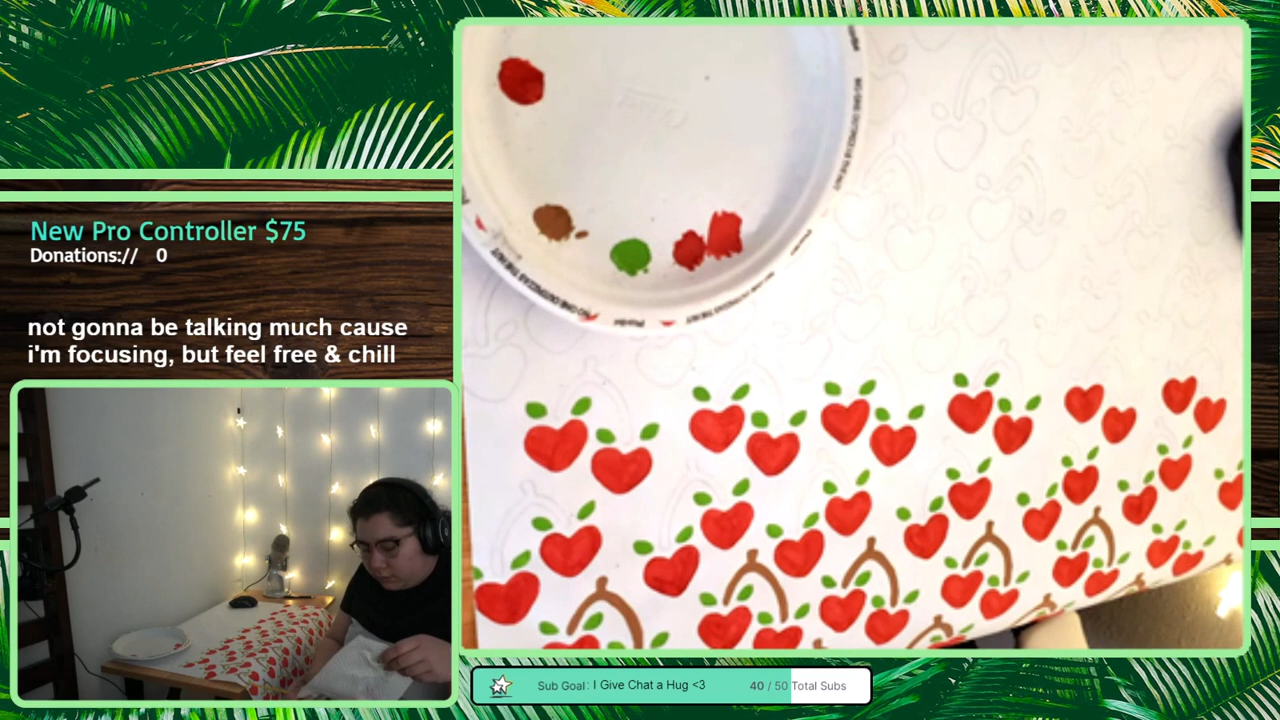 New Pro Controller $75
Donations:// 0
not gonna be talking much cause
i'm focusing, but feel free & chill
Sub Goal: I Give Chat a Hug <3 40 / 50 Total Subs